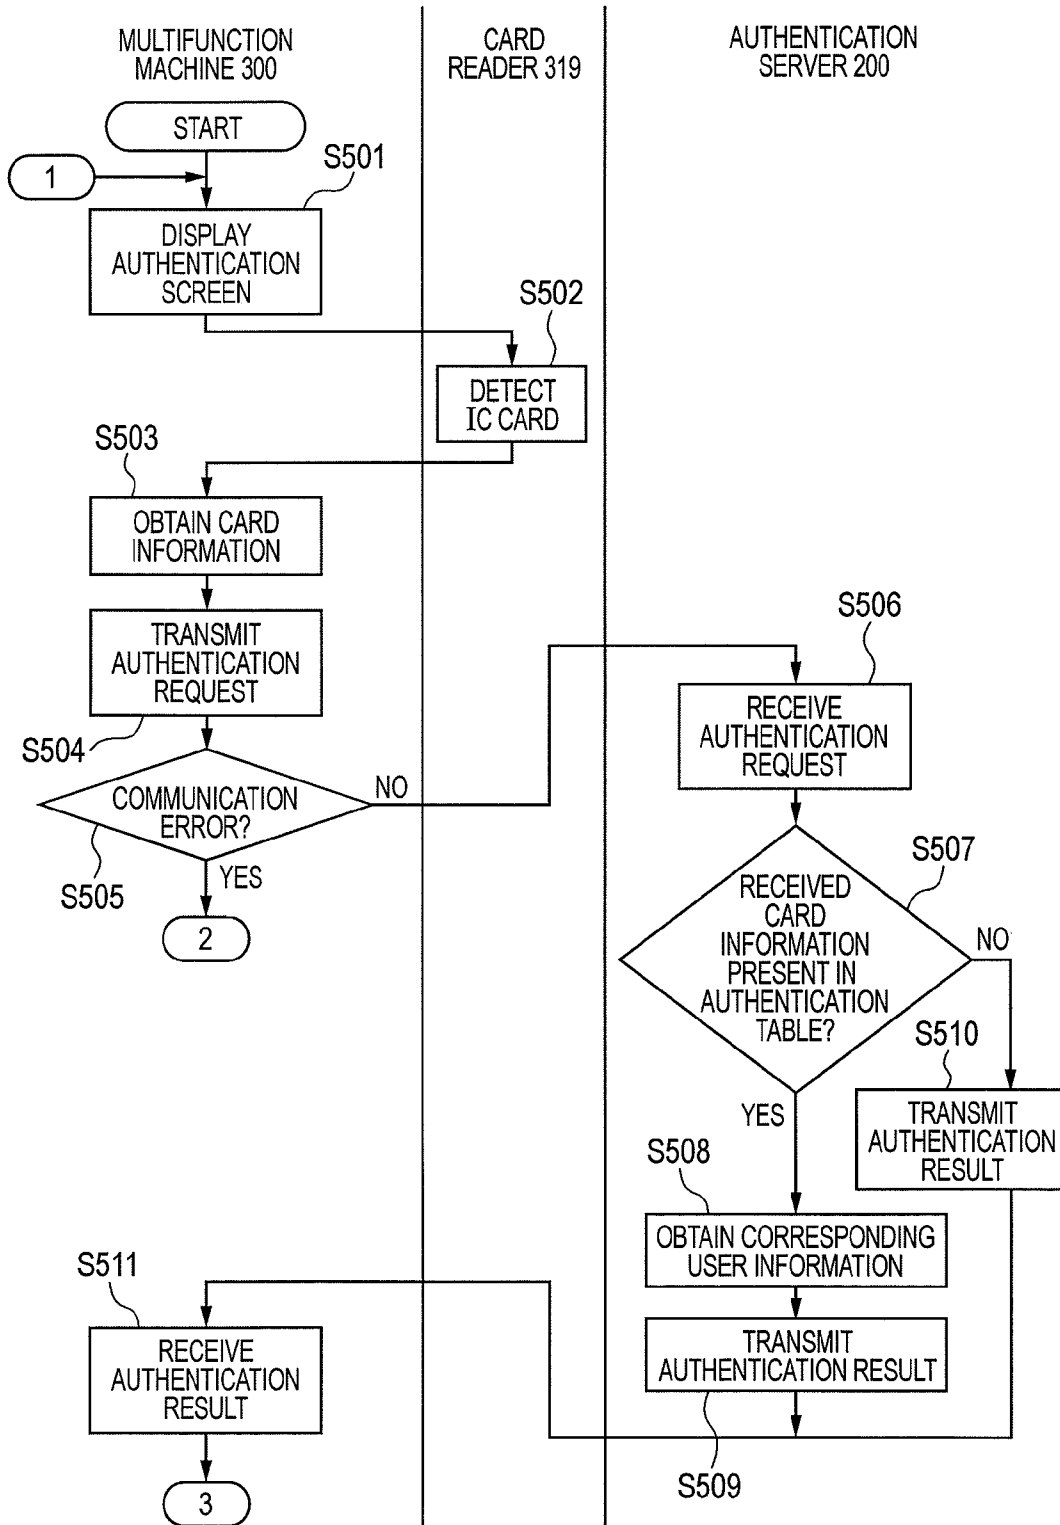 MULTIFUNCTION
MACHINE 300
CARD
READER 319
AUTHENTICATION
SERVER 200
START
1
S501
DISPLAY
AUTHENTICATION
SCREEN
S502
DETECT
IC CARD
S503
OBTAIN CARD
INFORMATION
TRANSMIT
AUTHENTICATION
REQUEST
S504
S506
RECEIVE
AUTHENTICATION
REQUEST
COMMUNICATION
ERROR?
NO
S505
YES
2
S507
RECEIVED
CARD
INFORMATION
PRESENT IN
AUTHENTICATION
TABLE?
NO
YES
S510
TRANSMIT
AUTHENTICATION
RESULT
S508
OBTAIN CORRESPONDING
USER INFORMATION
TRANSMIT
AUTHENTICATION RESULT
S509
S511
RECEIVE
AUTHENTICATION
RESULT
3